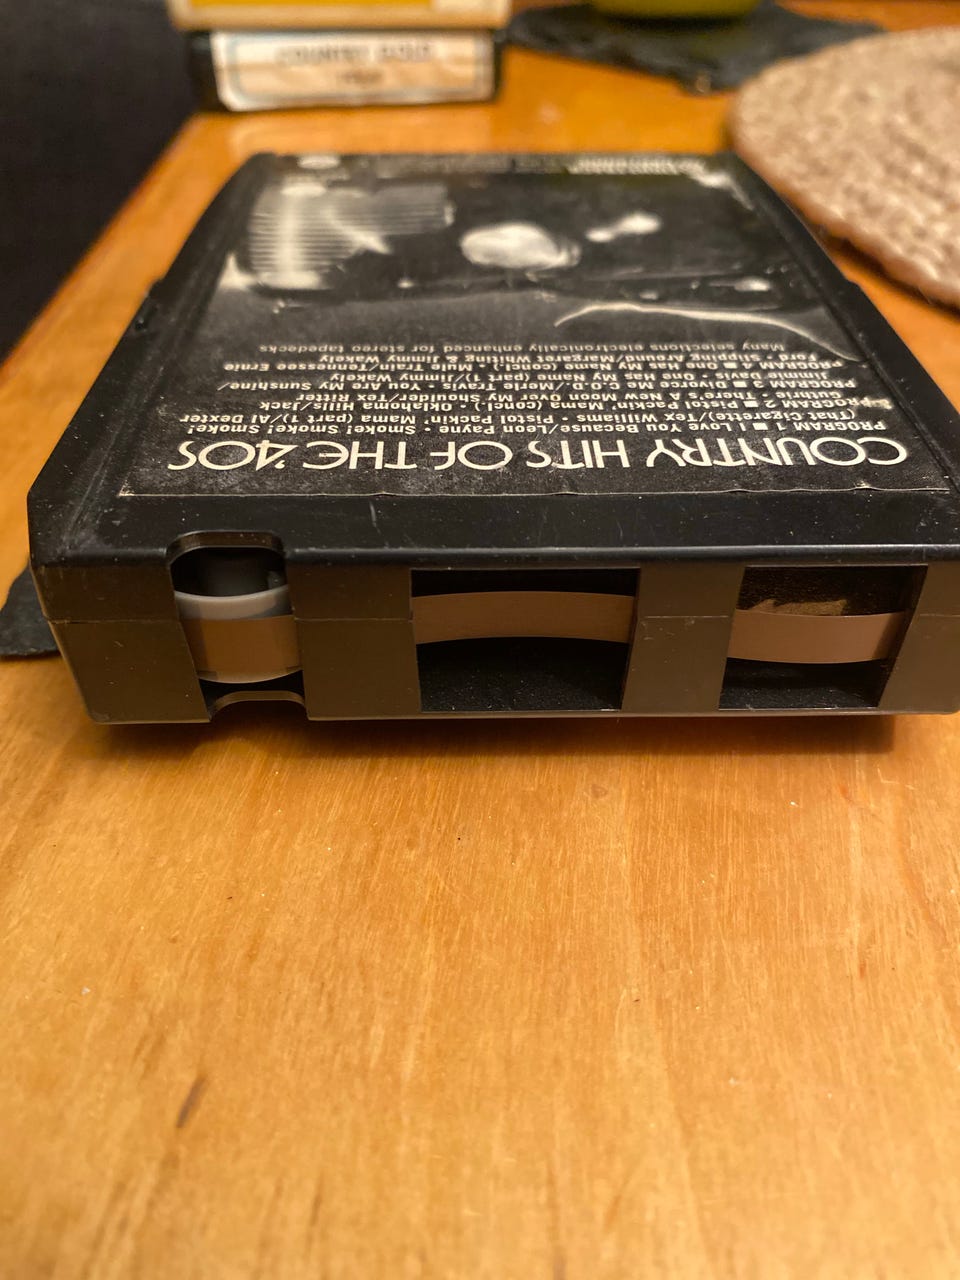 COUNTRY GOLD
COUNTRY HITS OF THE '40S
PROGRAM 1 ■ I Love You Because/Leon Payne • Smoke! Smoke! Smoke!
(That Cigarette)/Tex Williams • Pistol Packin' Mama (part 1)/Al Dexter
PROGRAM 2 ■ Pistol Packin' Mama (concl.) • Oklahoma Hills/Jack
Guthrie • There's A New Moon Over My Shoulder/Tex Ritter
PROGRAM 3 ■ Divorce Me C.O.D./Merle Travis • You Are My Sunshine/
Jimmie Davis • One Has My Name (part 1)/Jimmy Wakely
PROGRAM 4 ■ One Has My Name (concl.) • Mule Train/Tennessee Ernie
Ford • Slipping Around/Margaret Whiting & Jimmy Wakely
Many selections electronically enhanced for stereo tapedecks